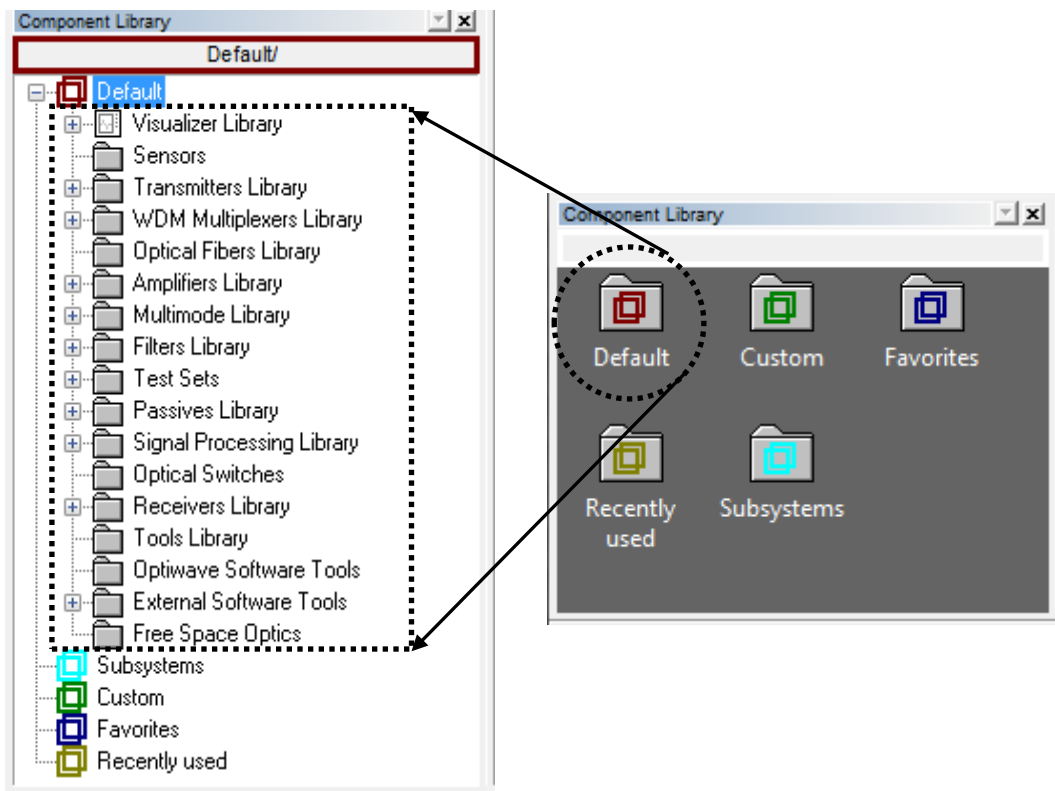 Component Library
Default/
Default
Visualizer Library
Sensors
Transmitters Library
WDM Multiplexers Library
Optical Fibers Library
Amplifiers Library
Multimode Library
Filters Library
Test Sets
Passives Library
Signal Processing Library
Optical Switches
Receivers Library
Tools Library
Optiwave Software Tools
External Software Tools
Free Space Optics
Subsystems
Custom
Favorites
Recently used
Component Library
Default
Custom
Favorites
Recently
used
Subsystems